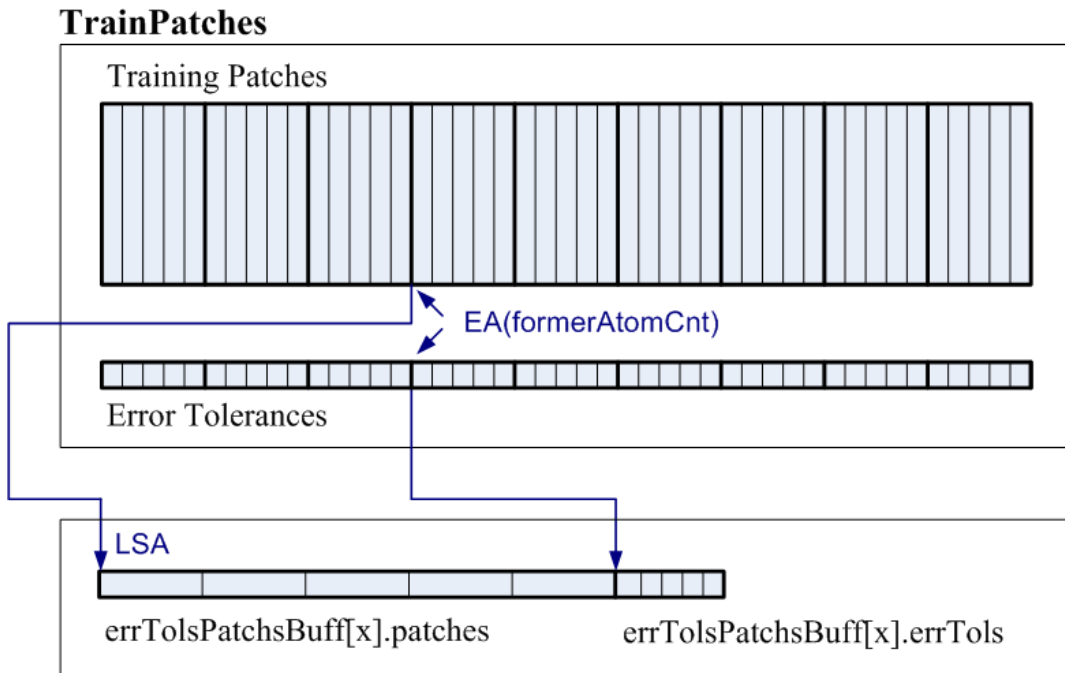 TrainPatches
Training Patches
EA(formerAtomCnt)
Error Tolerances
LSA
errTolsPatchsBuff[x].patches
errTolsPatchsBuff[x].errTols